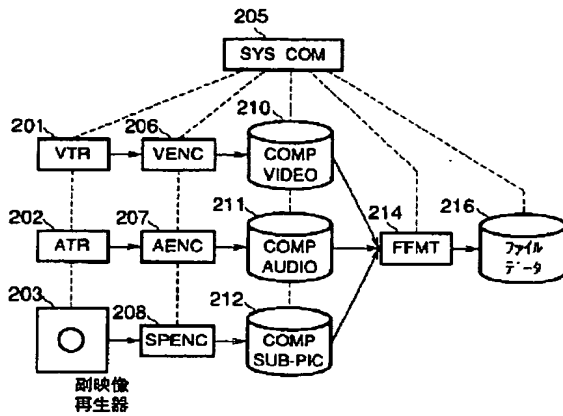 205
SYS COM
201
VTR
206
VENC
210
COMP
VIDEO
202
ATR
207
AENC
211
COMP
AUDIO
214
FFMT
216
ファイル
データ
203
208
SPENC
212
COMP
SUB-PIC
副映像
再生器